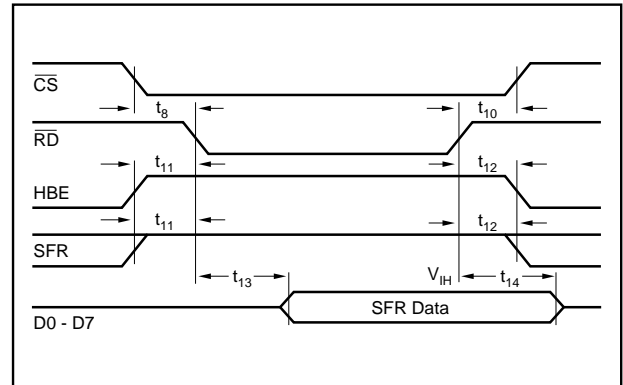 CS
t8 t10
RD
t11 t12
HBE
t11 t12
SFR
t13 VIH t14
SFR Data
D0 - D7